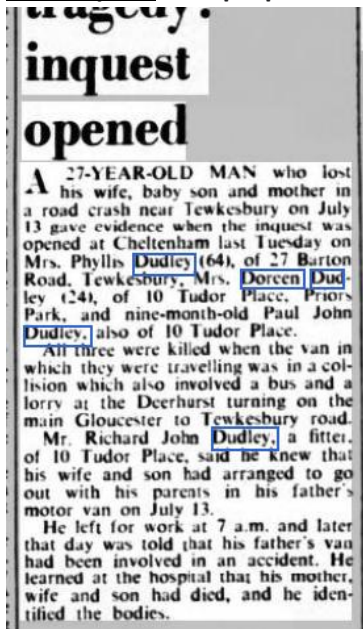 tragedy:
inquest
opened
A 27-YEAR-OLD MAN who lost
his wife, baby son and mother in
a road crash near Tewkesbury on July
13 gave evidence when the inquest was
opened at Cheltenham last Tuesday on
Mrs. Phyllis Dudley (64), of 27 Barton
Road, Tewkesbury, Mrs. Doreen Dud-
ley (24), of 10 Tudor Place, Priors
Park, and nine-month-old Paul John
Dudley, also of 10 Tudor Place.
All three were killed when the van in
which they were travelling was in a col-
lision which also involved a bus and a
lorry at the Deerhurst turning on the
main Gloucester to Tewkesbury road.
Mr. Richard John Dudley, a fitter,
of 10 Tudor Place, said he knew that
his wife and son had arranged to go
out with his parents in his father's
motor van on July 13.
He left for work at 7 a.m. and later
that day was told that his father's van
had been involved in an accident. He
learned at the hospital that his mother,
wife and son had died, and he iden-
tified the bodies.